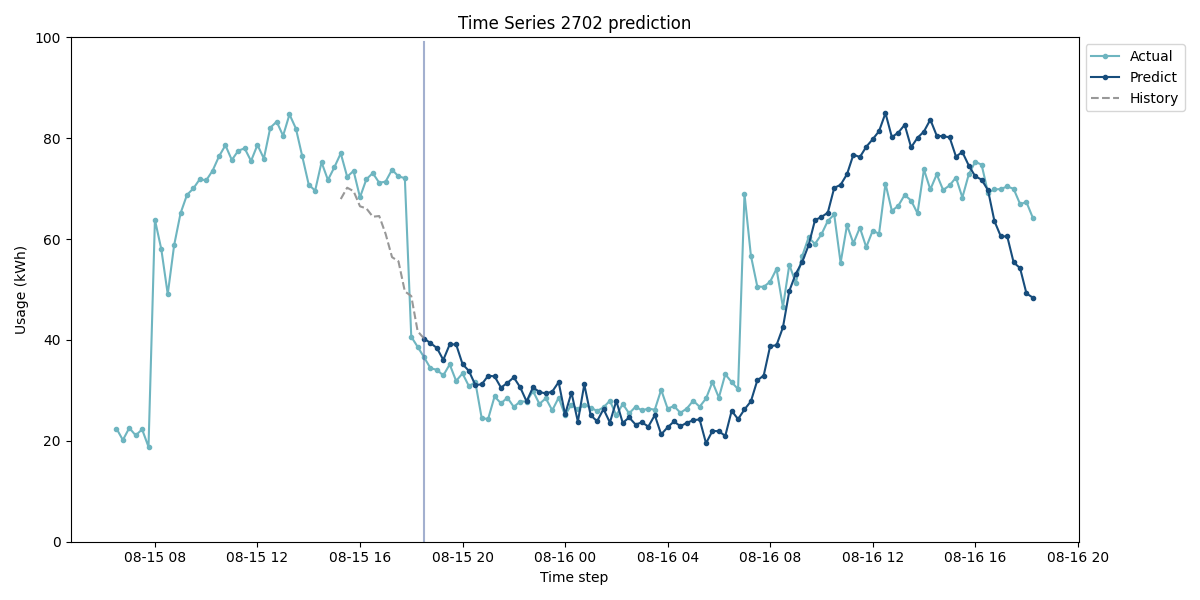 Time Series 2702 prediction
100
80
60
40
20
0
Usage (kWh)
08-15 08
08-15 12
08-15 16
08-15 20
08-16 00
08-16 04
08-16 08
08-16 12
08-16 16
08-16 20
Time step
Actual
Predict
History